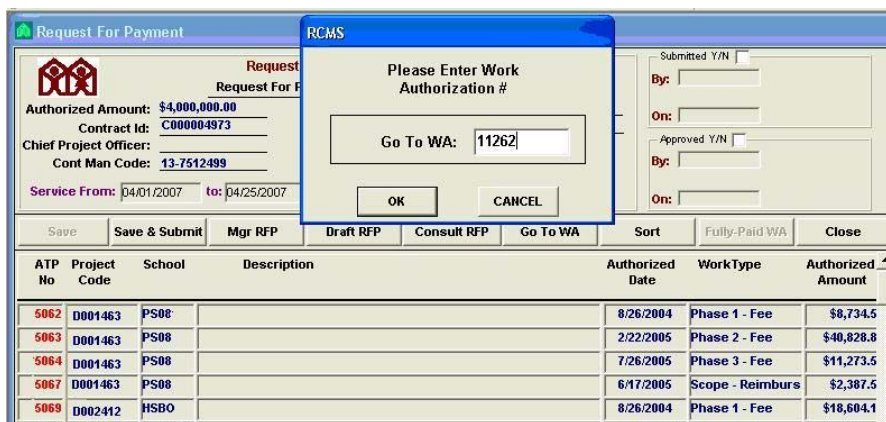 Request For Payment
RCMS
Request
Request For P
Authorized Amount: $4,000,000.00
Contract Id: C000004973
Chief Project Officer:
Cont Man Code: 13-7512499
Service From: 04/01/2007 to: 04/25/2007
Please Enter Work
Authorization #
Go To WA: 11262
OK CANCEL
Submitted Y/N
By:
On:
Approved Y/N
By:
On:
Save Save & Submit Mgr RFP Draft RFP Consult RFP Go To WA Sort Fully-Paid WA Close
ATP No Project Code School Description Authorized Date WorkType Authorized Amount
5062 D001463 PS08 8/26/2004 Phase 1 - Fee $8,734.5
5063 D001463 PS08 2/22/2005 Phase 2 - Fee $40,828.8
5064 D001463 PS08 7/26/2005 Phase 3 - Fee $11,273.5
5067 D001463 PS08 6/17/2005 Scope - Reimburs $2,387.5
5069 D002412 HSBO 8/26/2004 Phase 1 - Fee $18,604.1